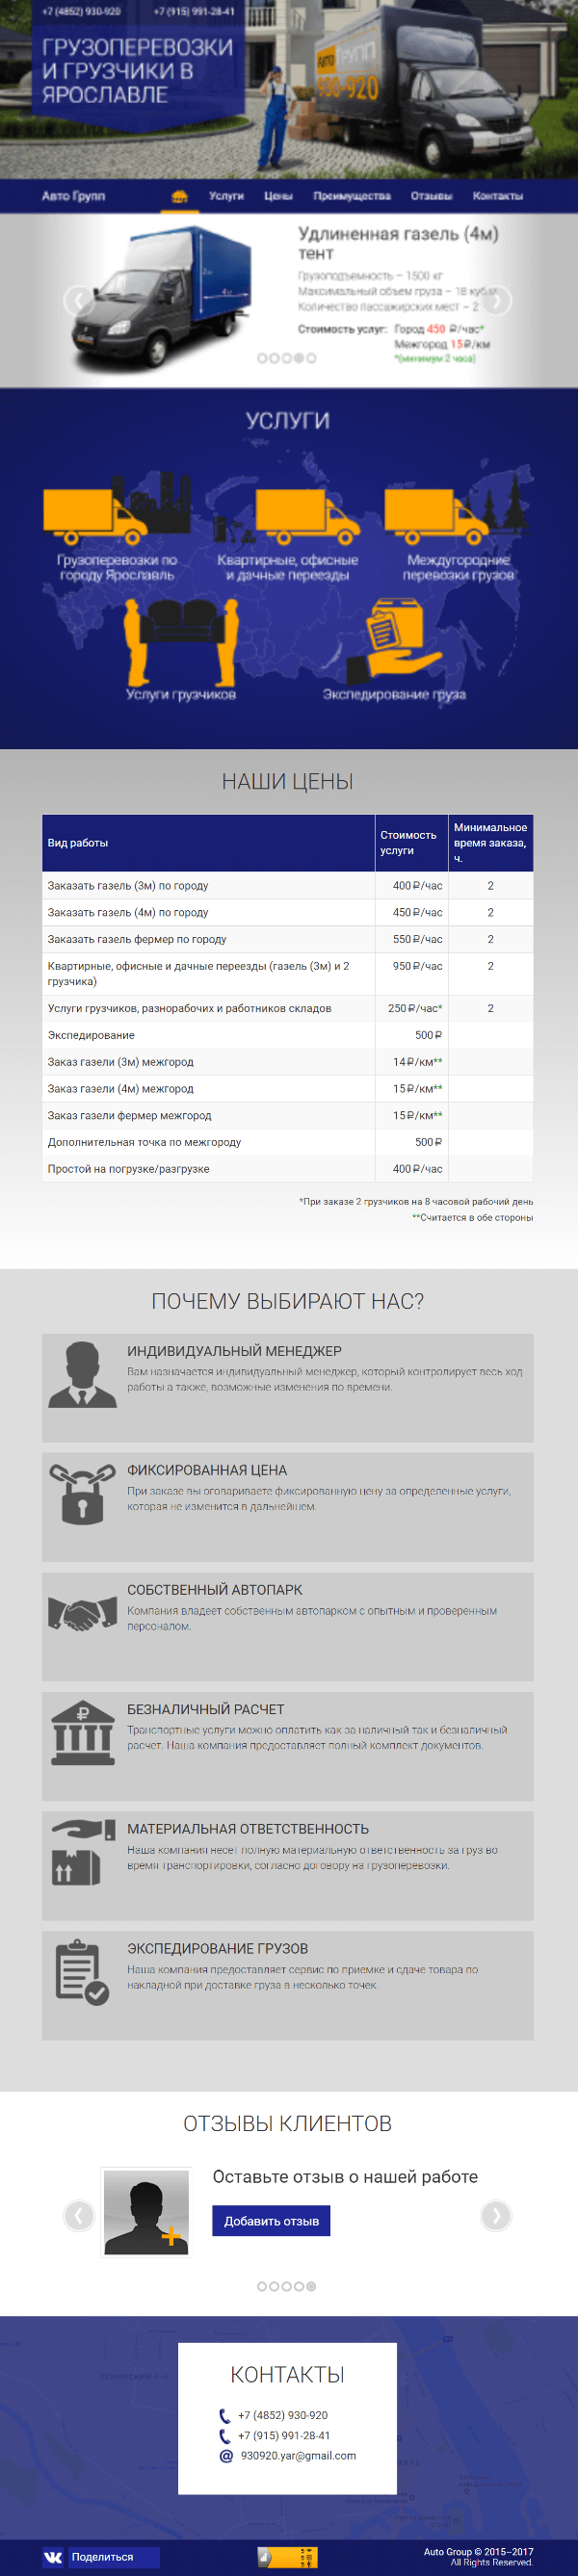 +7 (4852) 930-920 +7 (915) 991-28-41
ГРУЗОПЕРЕВОЗКИ
И ГРУЗЧИКИ В
ЯРОСЛАВЛЕ
АВТО ГРУПП
930-920
Авто Групп Услуги Цены Преимущества Отзывы Контакты
Удлиненная газель (4м)
тент
Грузоподъемность – 1500 кг
Максимальный объем груза – 18 куб.м
Количество пассажирских мест – 2
Стоимость услуг: Город 450 ₽/час*
Межгород 15 ₽/км
*(минимум 2 часа)
2м
4м
УСЛУГИ
Грузоперевозки по
городу Ярославль
Квартирные, офисные
и дачные переезды
Междугородние
перевозки грузов
Услуги грузчиков
Экспедирование груза
НАШИ ЦЕНЫ
Вид работы
Стоимость
услуги
Минимальное
время заказа,
ч.
Заказать газель (3м) по городу 400 ₽/час 2
Заказать газель (4м) по городу 450 ₽/час 2
Заказать газель фермер по городу 550 ₽/час 2
Квартирные, офисные и дачные переезды (газель (3м) и 2 950 ₽/час 2
грузчика)
Услуги грузчиков, разнорабочих и работников складов 250 ₽/час* 2
Экспедирование 500 ₽
Заказ газели (3м) межгород 14 ₽/км**
Заказ газели (4м) межгород 15 ₽/км**
Заказ газели фермер межгород 15 ₽/км**
Дополнительная точка по межгороду 500 ₽
Простой на погрузке/разгрузке 400 ₽/час
*При заказе 2 грузчиков на 8 часовой рабочий день
**Считается в обе стороны
ПОЧЕМУ ВЫБИРАЮТ НАС?
ИНДИВИДУАЛЬНЫЙ МЕНЕДЖЕР
Вам назначается индивидуальный менеджер, который контролирует весь ход
работы а также, возможные изменения по времени.
ФИКСИРОВАННАЯ ЦЕНА
При заказе вы оговариваете фиксированную цену за определенные услуги,
которая не изменится в дальнейшем.
СОБСТВЕННЫЙ АВТОПАРК
Компания владеет собственным автопарком с опытным и проверенным
персоналом.
БЕЗНАЛИЧНЫЙ РАСЧЕТ
Транспортные услуги можно оплатить как за наличный так и безналичный
расчет. Наша компания предоставляет полный комплект документов.
МАТЕРИАЛЬНАЯ ОТВЕТСТВЕННОСТЬ
Наша компания несет полную материальную ответственность за груз во
время транспортировки, согласно договору на грузоперевозки.
ЭКСПЕДИРОВАНИЕ ГРУЗОВ
Наша компания предоставляет сервис по приемке и сдаче товара по
накладной при доставке груза в несколько точек.
ОТЗЫВЫ КЛИЕНТОВ
Оставьте отзыв о нашей работе
Добавить отзыв
КОНТАКТЫ
+7 (4852) 930-920
+7 (915) 991-28-41
930920.yar@gmail.com
Поделиться
Auto Group © 2015–2017
All Rights Reserved.